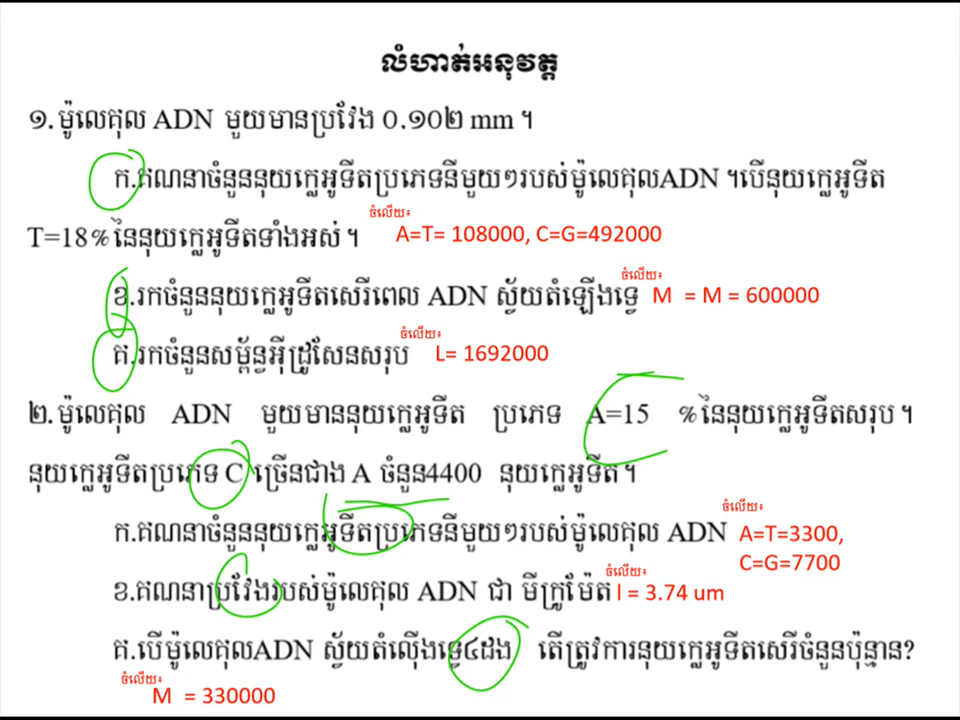 លំហាត់អនុវត្ត
១.ម៉ូលេគុល ADN មួយមានប្រវែង 0.១០២ mm ។
ក.គណនាចំនួននុយក្លេអូទីតប្រភេទនីមួយៗរបស់ម៉ូលេគុលADN ។បើនុយក្លេអូទីត
ចំលើយ៖
T=18%នៃនុយក្លេអូទីតទាំងអស់។ A=T= 108000, C=G=492000
ចំលើយ៖
ខ.រកចំនួននុយក្លេអូទីតសេរីពេល ADN ស្វ័យតំឡើងទ្វេ M = M = 600000
ចំលើយ៖
គ.រកចំនួនសម្ព័ន្ធអ៊ីដ្រូសែនសរុប L= 1692000
២.ម៉ូលេគុល ADN មួយមាននុយក្លេអូទីត ប្រភេទ A=15 %នៃនុយក្លេអូទីតសរុប។
នុយក្លេអូទីតប្រភេទ C ច្រើនជាង A ចំនួន4400 នុយក្លេអូទីត។
ចំលើយ៖
ក.គណនាចំនួននុយក្លេអូទីតប្រភេទនីមួយៗរបស់ម៉ូលេគុល ADN A=T=3300,
C=G=7700
ចំលើយ៖
ខ.គណនាប្រវែងរបស់ម៉ូលេគុល ADN ជា មីក្រូម៉ែត l = 3.74 um
គ.បើម៉ូលេគុលADN ស្វ័យតំលើងទ្វេ៤ដង តើត្រូវការនុយក្លេអូទីតសេរីចំនួនប៉ុន្មាន?
ចំលើយ៖
M = 330000